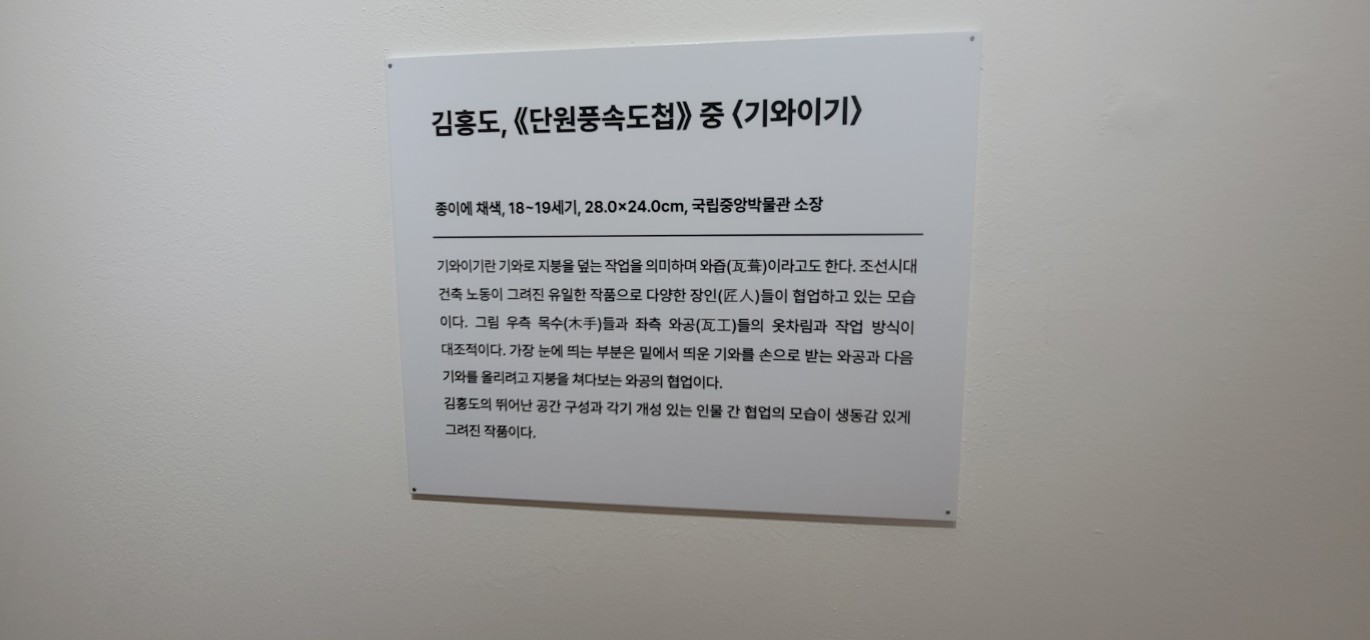 김홍도, 《단원풍속도첩》 중 〈기와이기〉
종이에 채색, 18~19세기, 28.0×24.0cm, 국립중앙박물관 소장
기와이기란 기와로 지붕을 덮는 작업을 의미하며 와즙(瓦葺)이라고도 한다. 조선시대
건축 노동이 그려진 유일한 작품으로 다양한 장인(匠人)들이 협업하고 있는 모습
이다. 그림 우측 목수(木手)들과 좌측 와공(瓦工)들의 옷차림과 작업 방식이
대조적이다. 가장 눈에 띄는 부분은 밑에서 띄운 기와를 손으로 받는 와공과 다음
기와를 올리려고 지붕을 쳐다보는 와공의 협업이다.
김홍도의 뛰어난 공간 구성과 각기 개성 있는 인물 간 협업의 모습이 생동감 있게
그려진 작품이다.